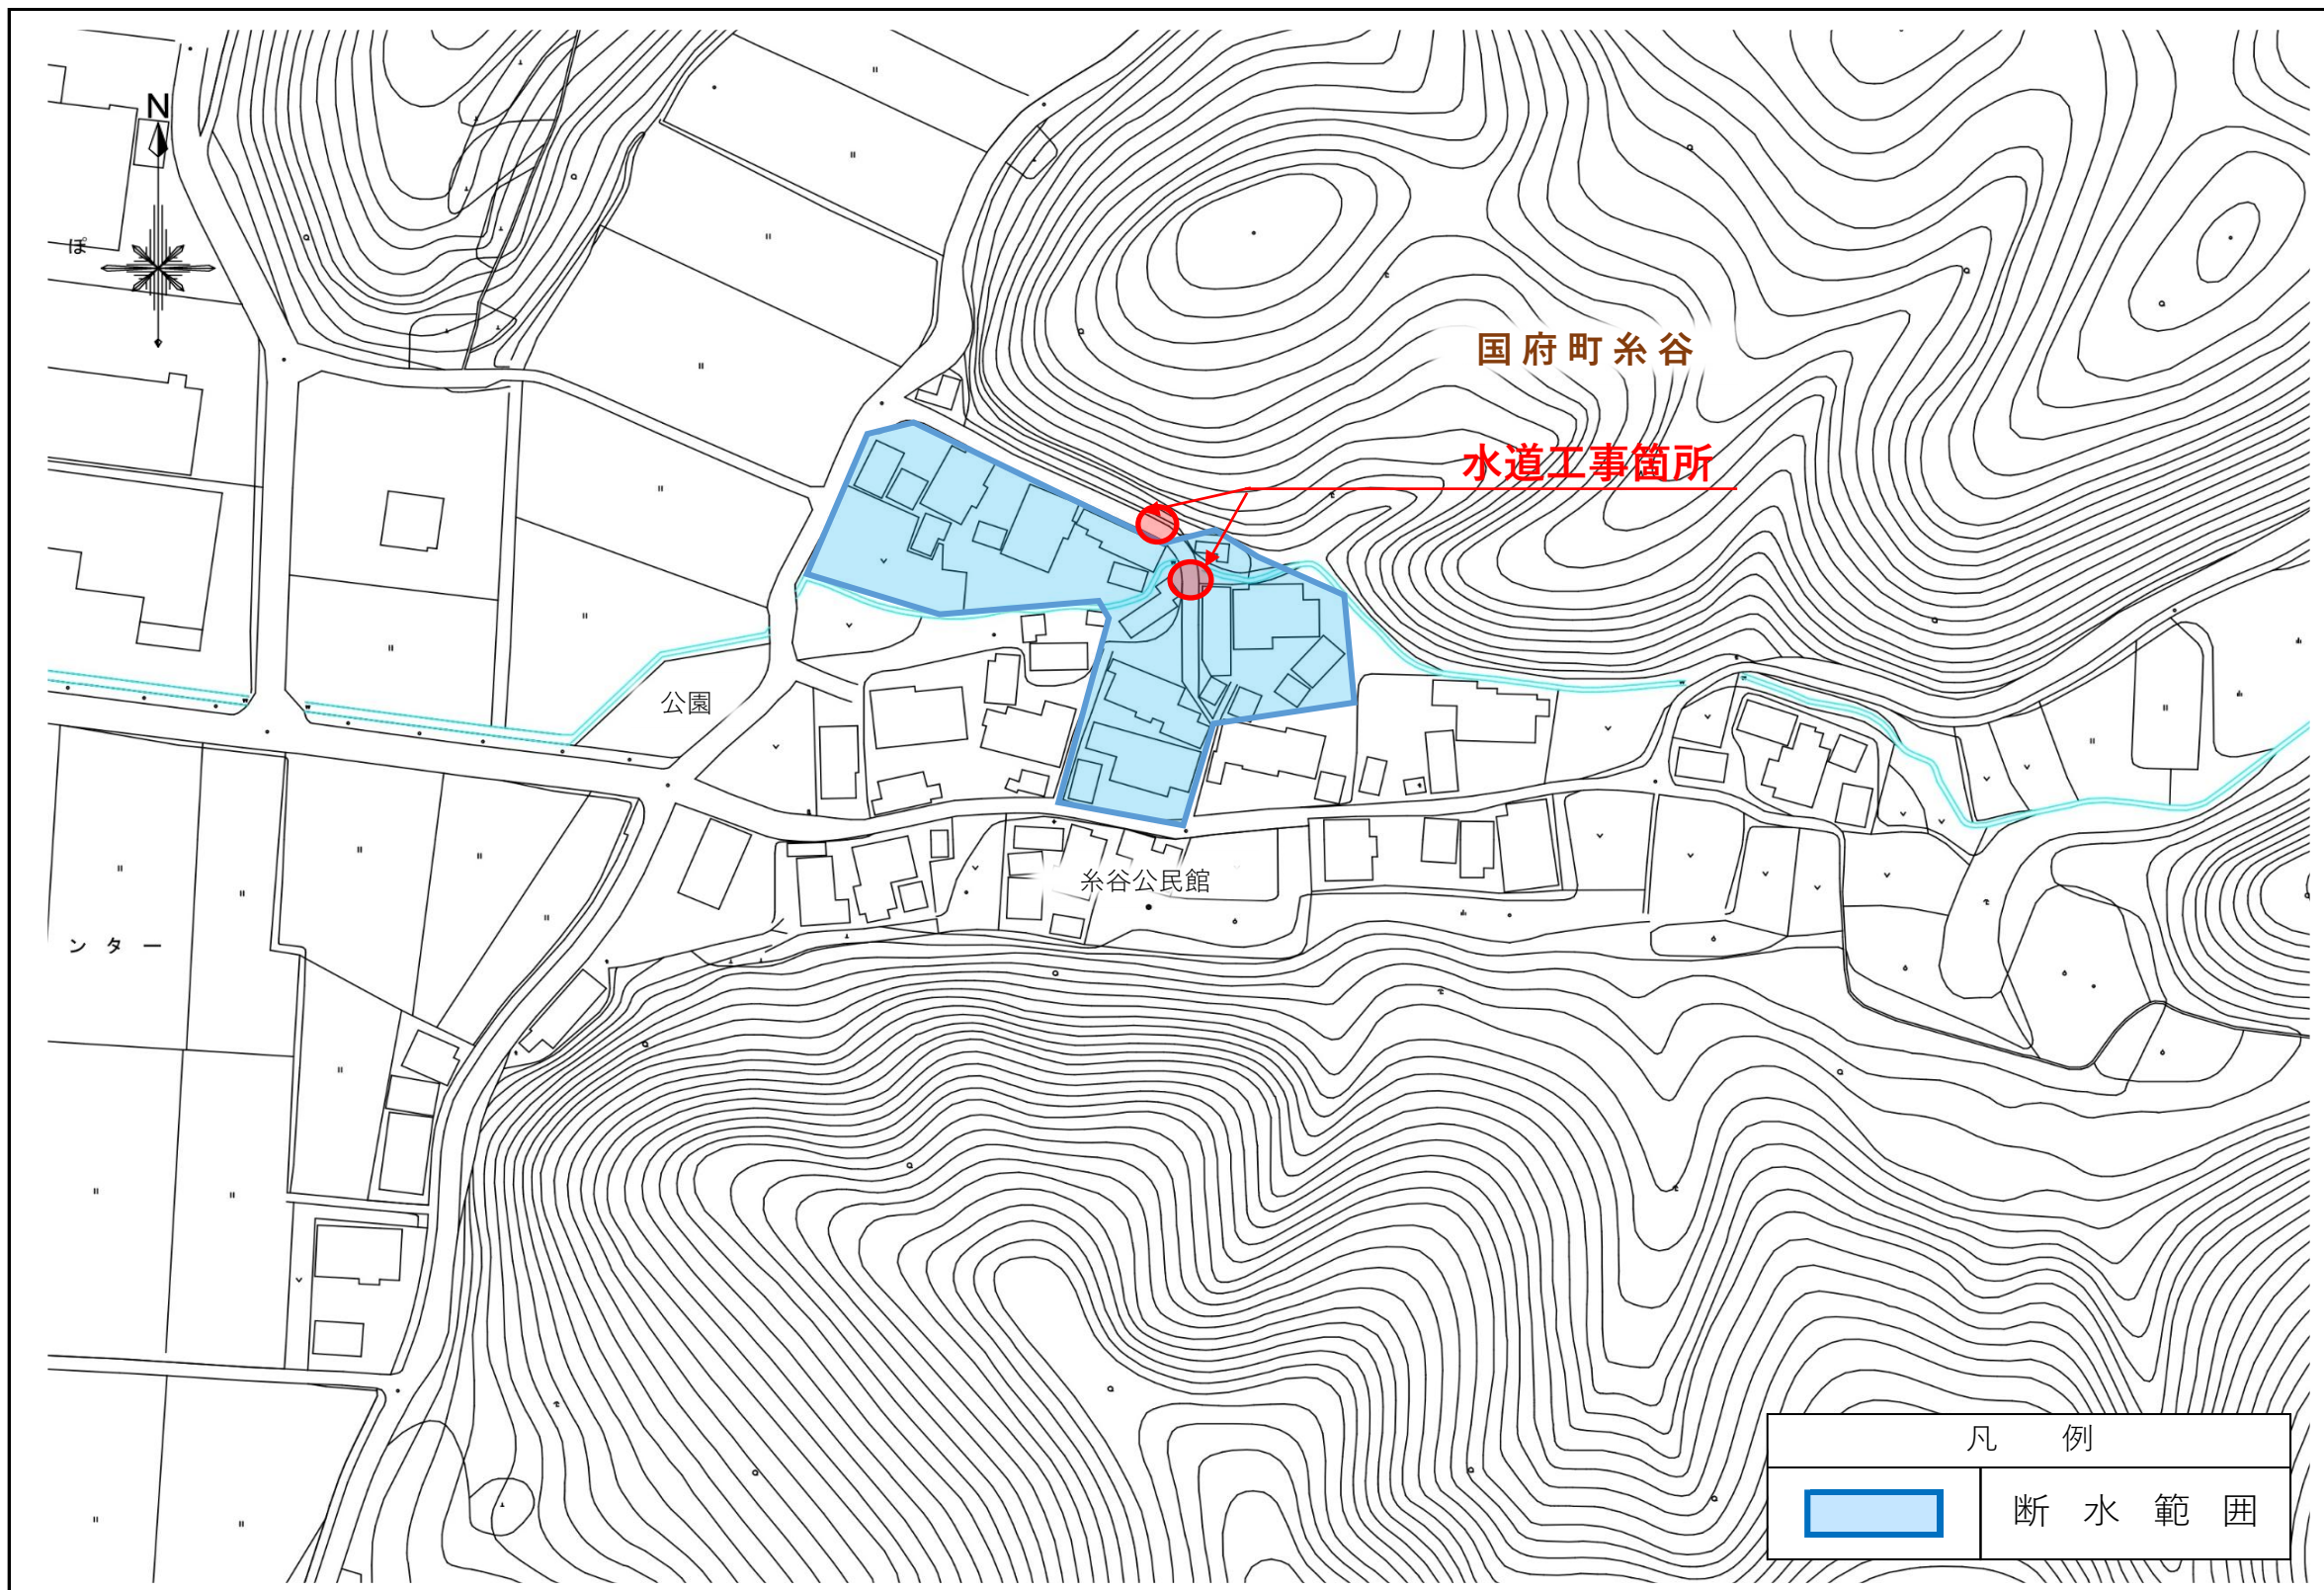 N
ぽ
国府町糸谷
水道工事箇所
公園
糸谷公民館
ンター
凡 例
断 水 範 囲